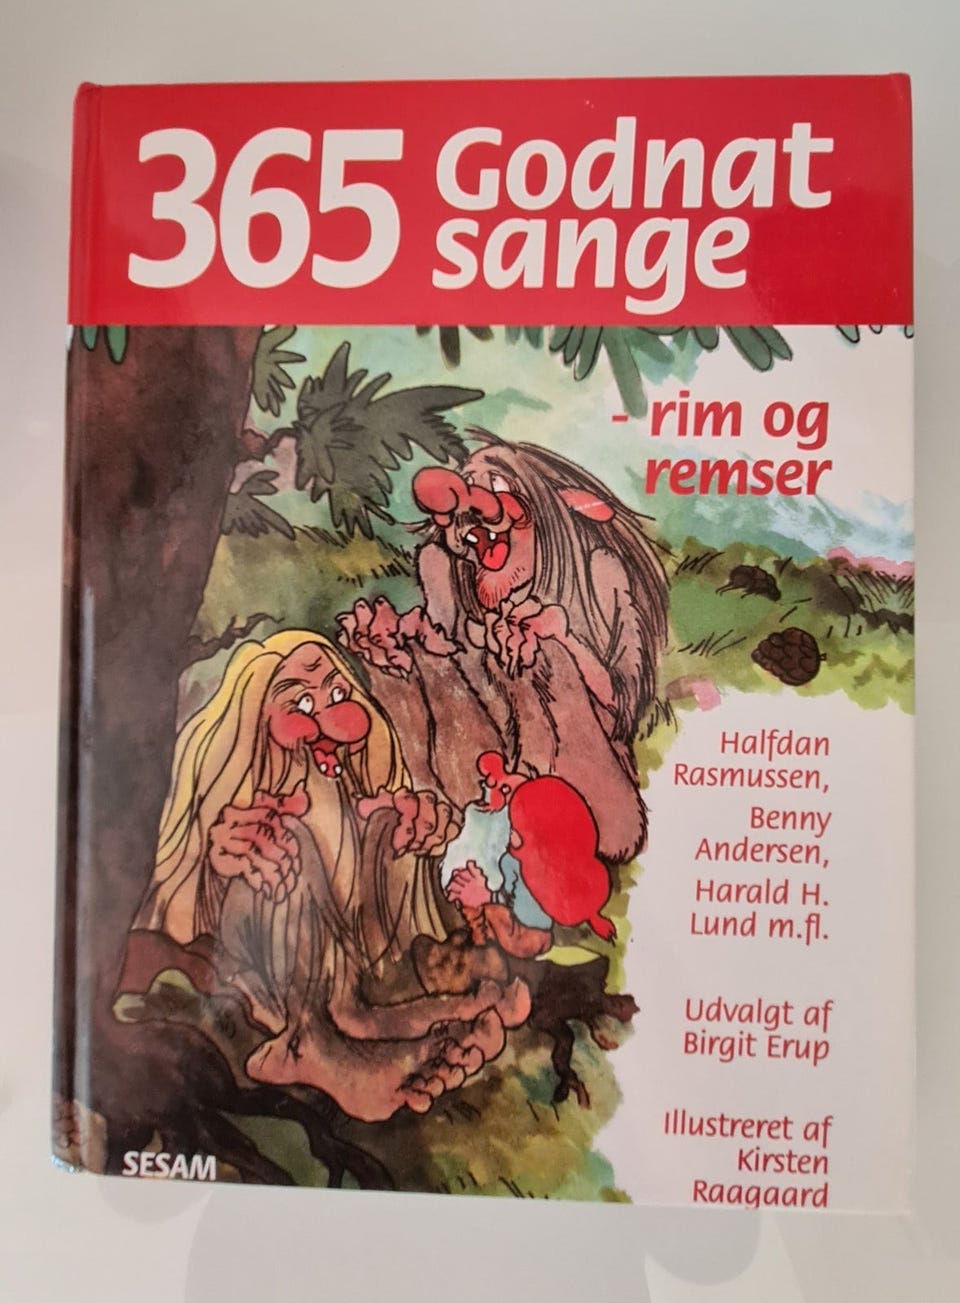 365 Godnat
sange
- rim og
remser
Halfdan
Rasmussen,
Benny
Andersen,
Harald H.
Lund m.fl.
Udvalgt af
Birgit Erup
Illustreret af
Kirsten
Raagaard
SESAM